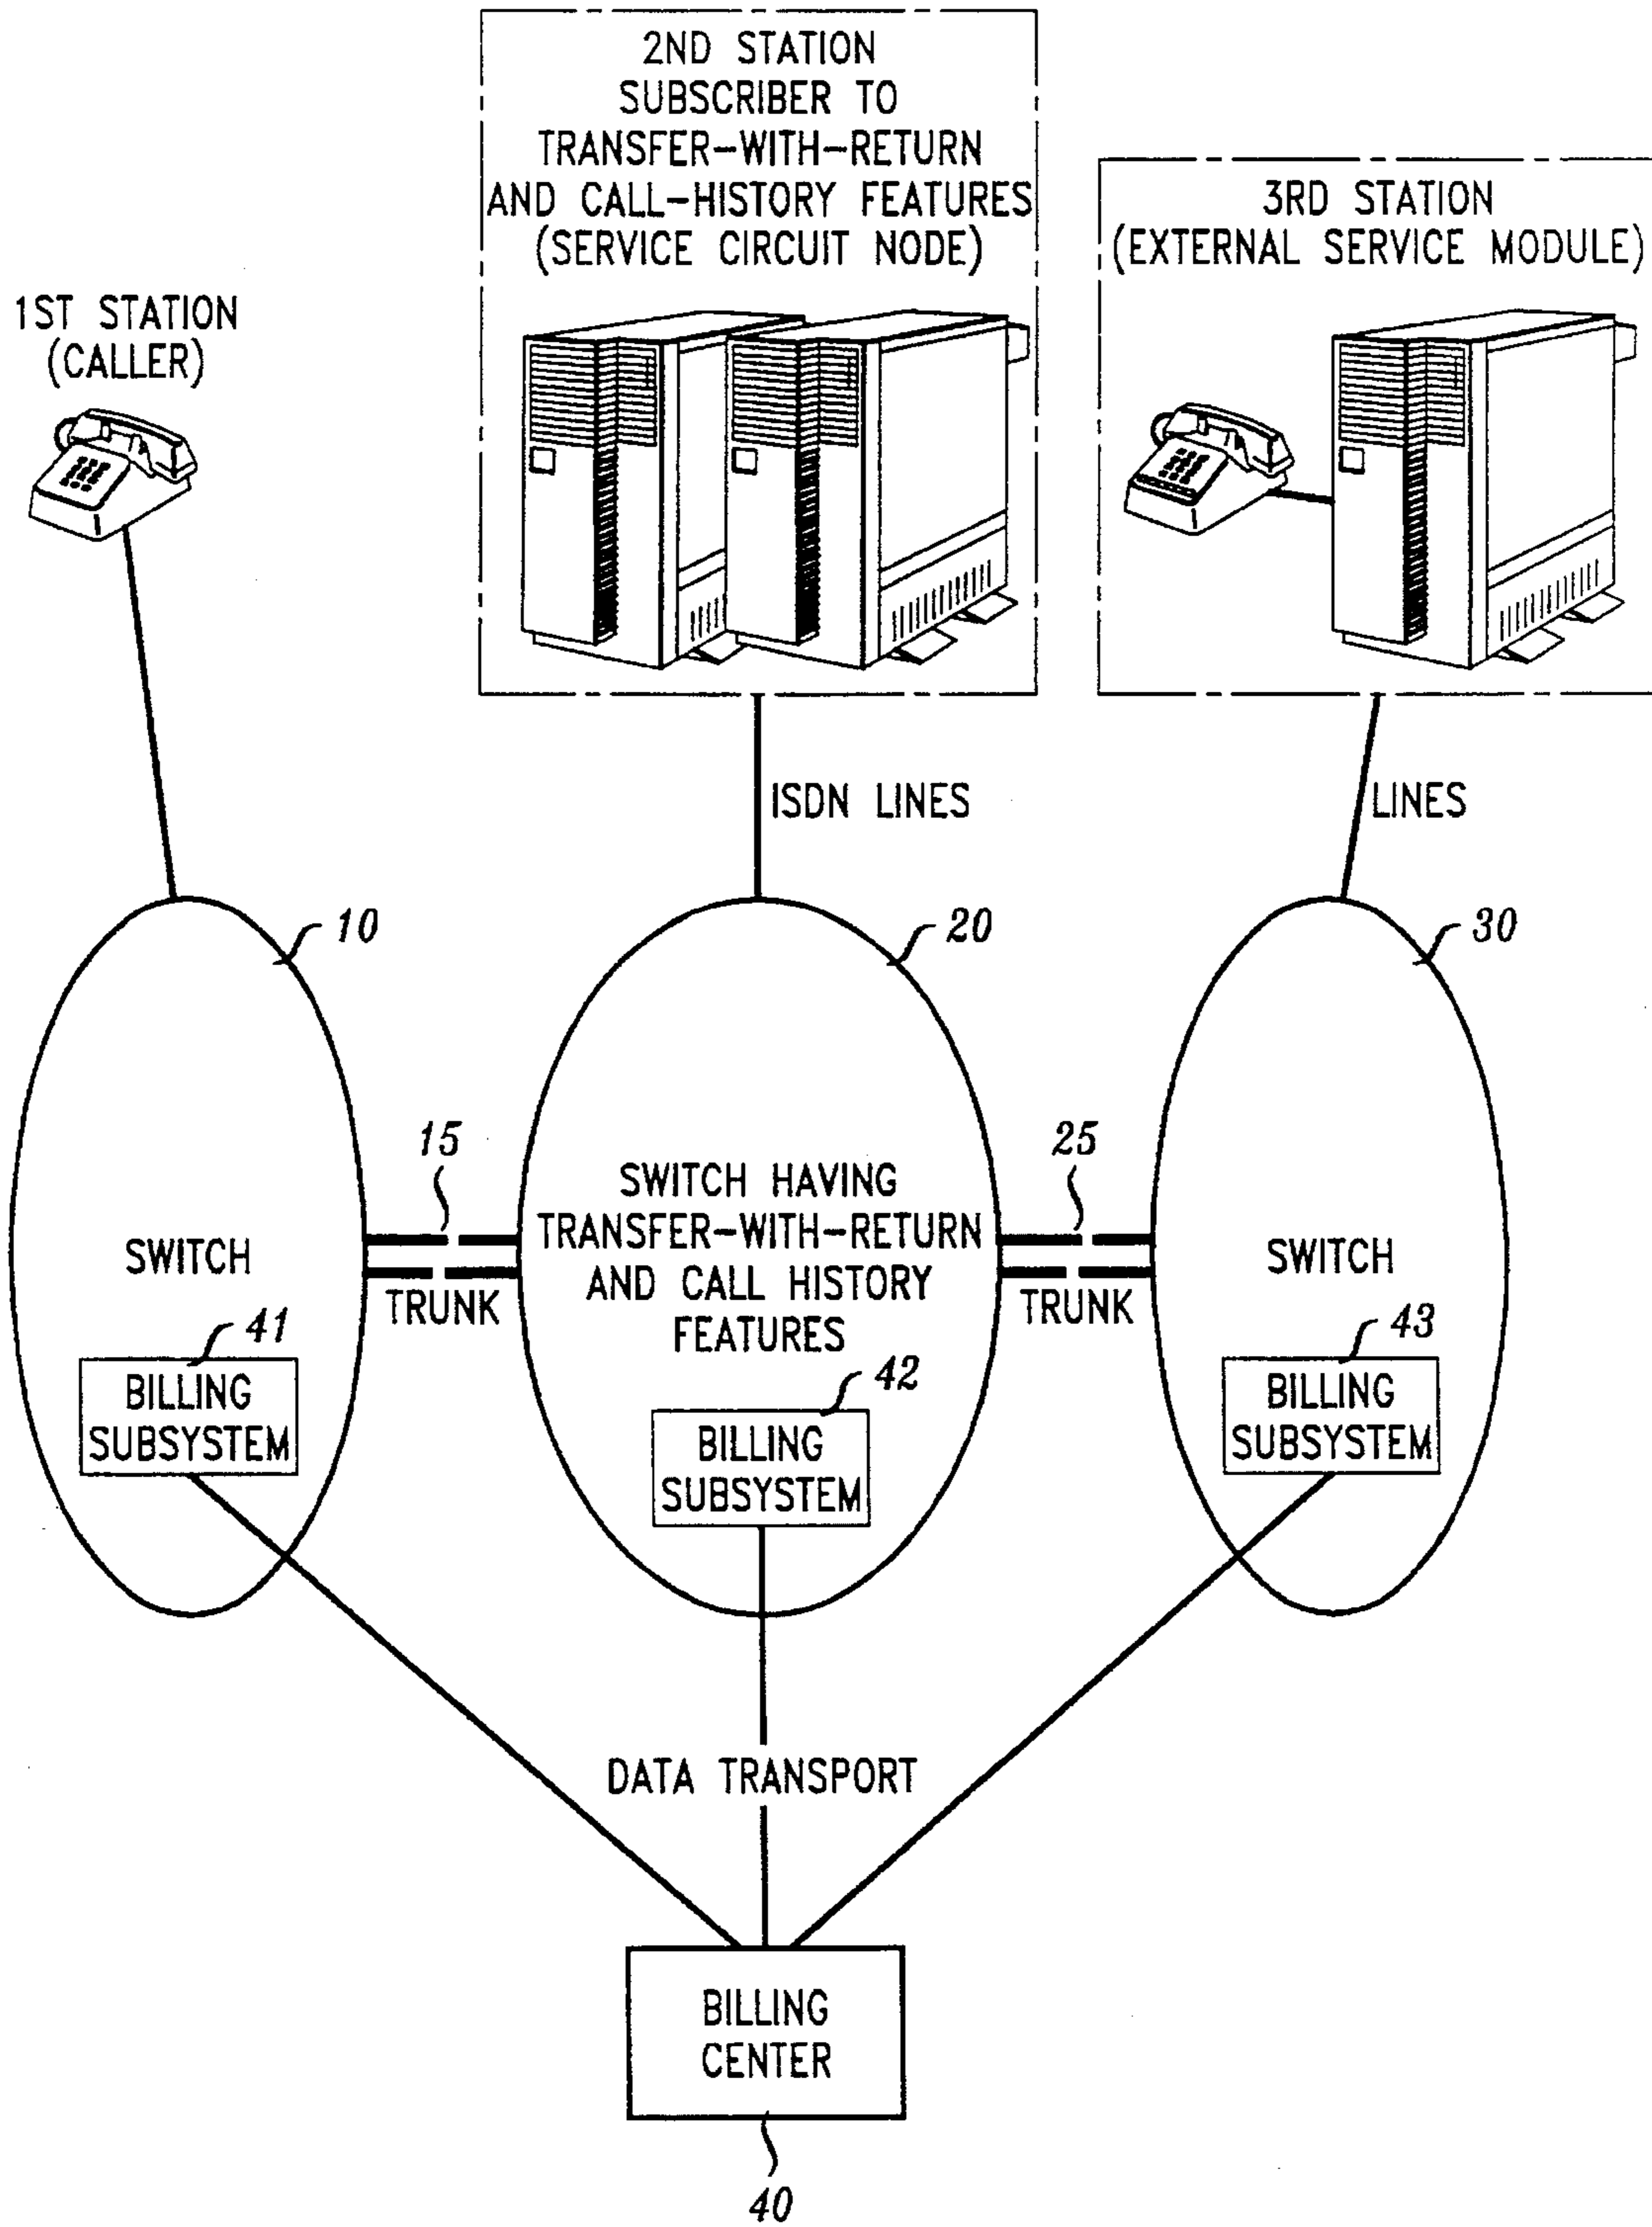 2ND STATION
SUBSCRIBER TO
TRANSFER-WITH-RETURN
AND CALL-HISTORY FEATURES
(SERVICE CIRCUIT NODE)
3RD STATION
(EXTERNAL SERVICE MODULE)
1ST STATION
(CALLER)
ISDN LINES
LINES
10
20
30
15
25
SWITCH
SWITCH HAVING
TRANSFER-WITH-RETURN
AND CALL HISTORY
FEATURES
SWITCH
TRUNK
TRUNK
41
BILLING
SUBSYSTEM
42
BILLING
SUBSYSTEM
43
BILLING
SUBSYSTEM
DATA TRANSPORT
BILLING
CENTER
40